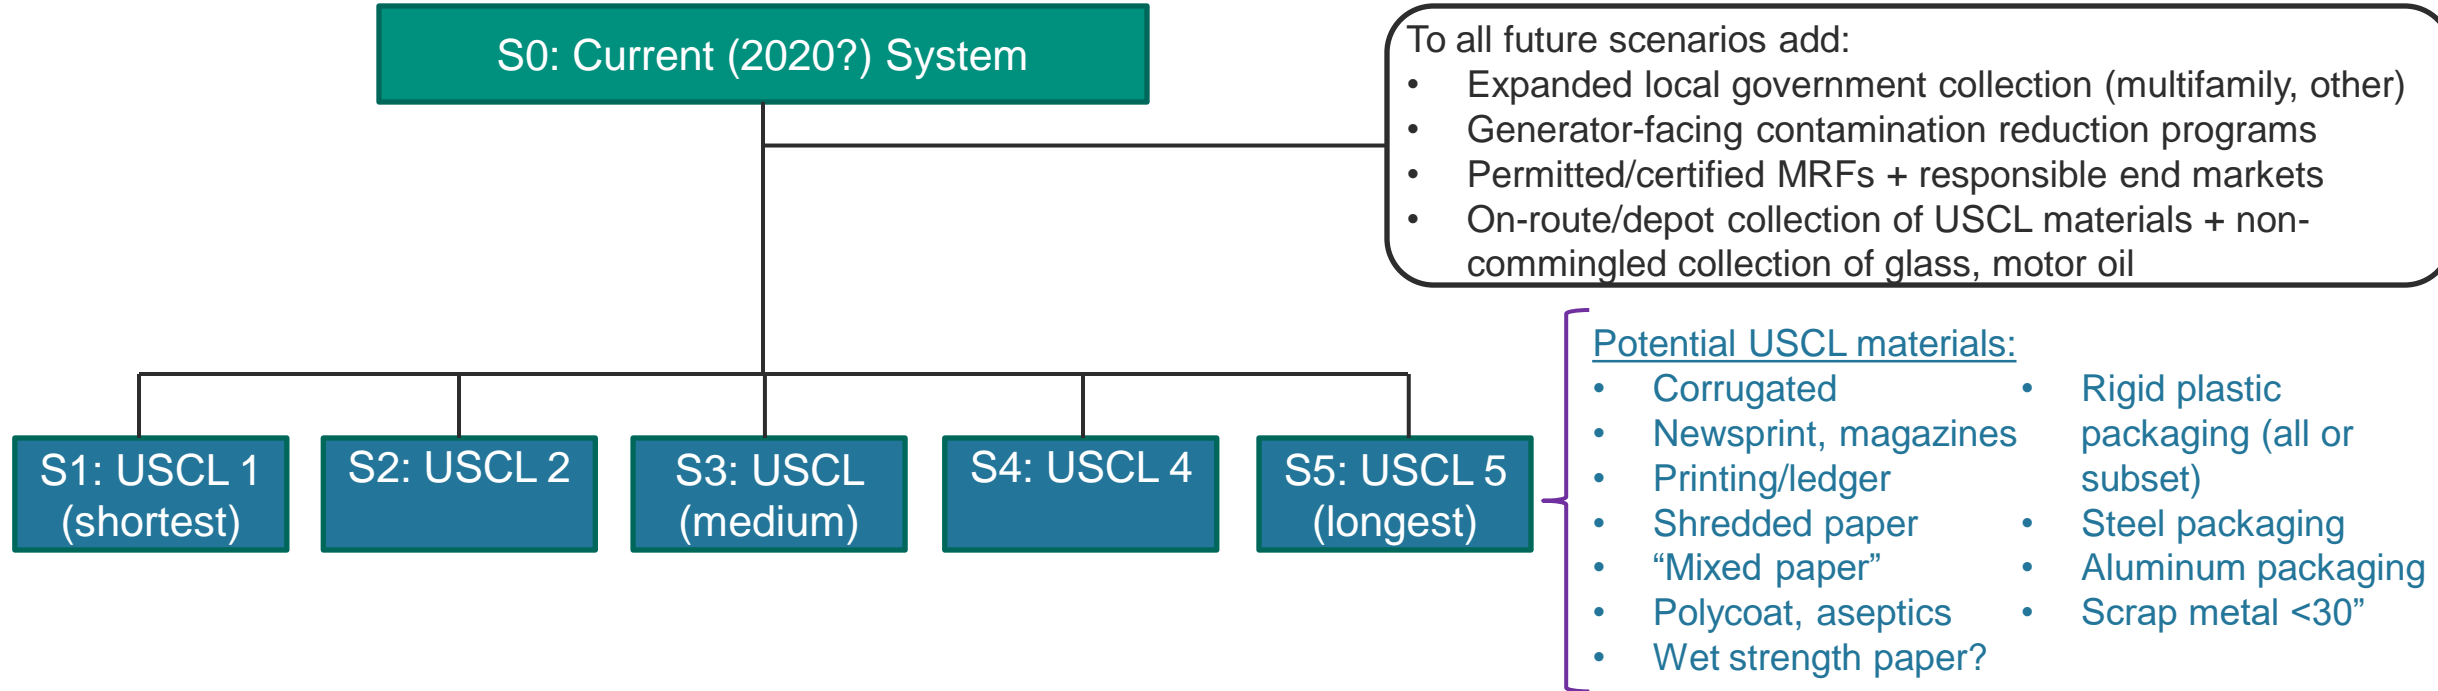 S0: Current (2020?) System
To all future scenarios add:
• Expanded local government collection (multifamily, other)
• Generator-facing contamination reduction programs
• Permitted/certified MRFs + responsible end markets
• On-route/depot collection of USCL materials + non-
commingled collection of glass, motor oil
S1: USCL 1
(shortest)
S2: USCL 2
S3: USCL
(medium)
S4: USCL 4
S5: USCL 5
(longest)
Potential USCL materials:
• Corrugated
• Newsprint, magazines
• Printing/ledger
• Shredded paper
• “Mixed paper”
• Polycoat, aseptics
• Wet strength paper?
• Rigid plastic
packaging (all or
subset)
• Steel packaging
• Aluminum packaging
• Scrap metal <30”